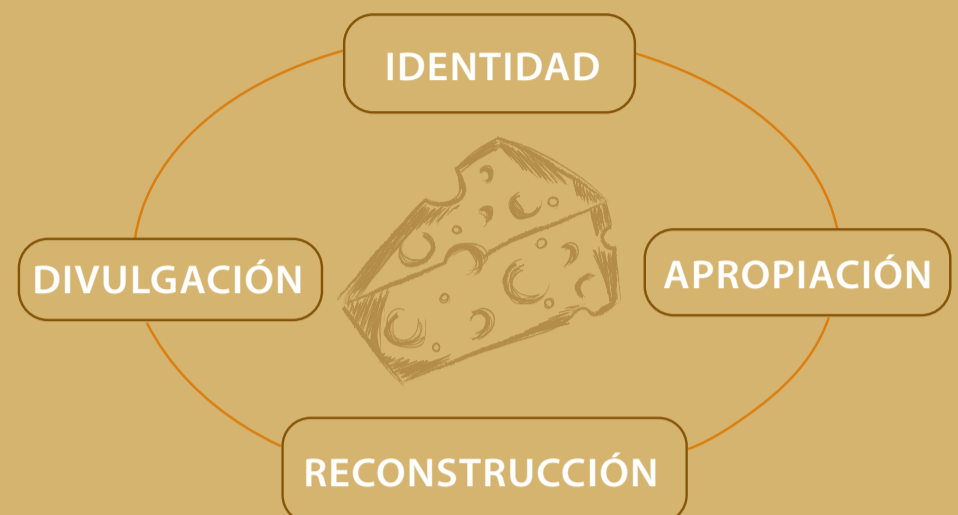 IDENTIDAD
DIVULGACIÓN
APROPIACIÓN
RECONSTRUCCIÓN